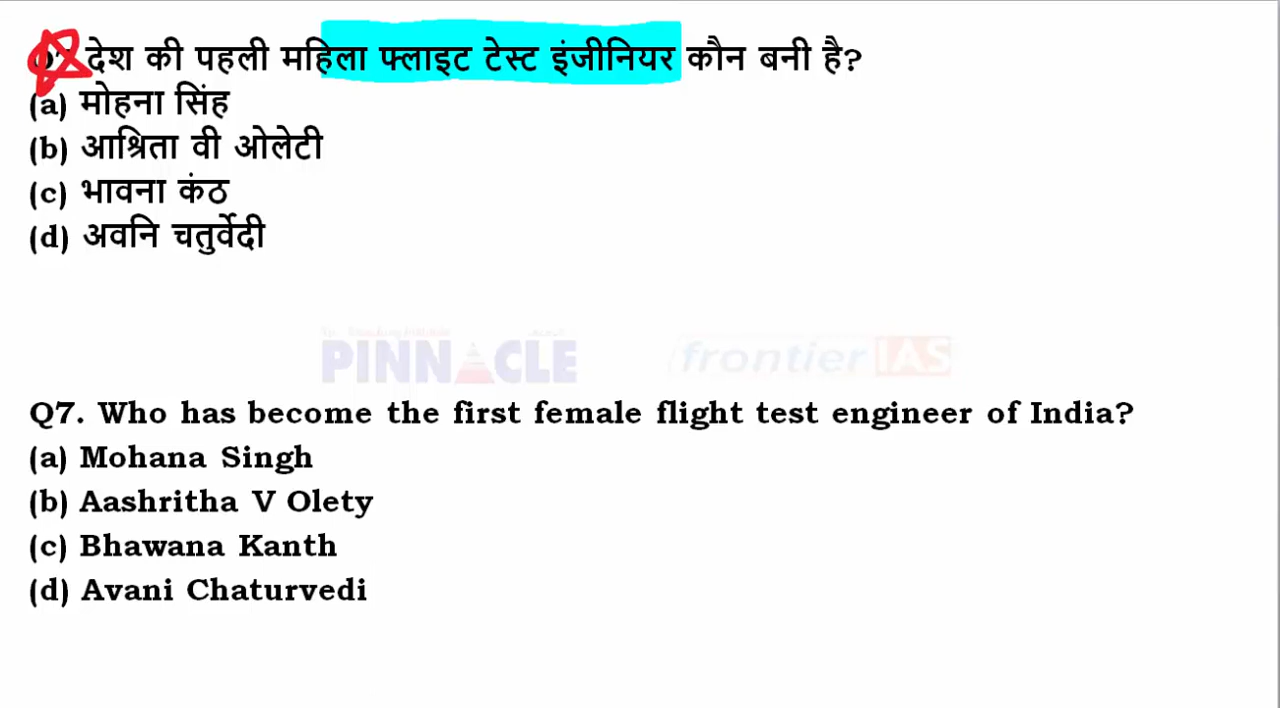 देश की पहली महिला फ्लाइट टेस्ट इंजीनियर कौन बनी है?
(a) मोहना सिंह
(b) आश्रिता वी ओलेटी
(c) भावना कंठ
(d) अवनि चतुर्वेदी
PINNACLE frontier IAS
Q7. Who has become the first female flight test engineer of India?
(a) Mohana Singh
(b) Aashritha V Olety
(c) Bhawana Kanth
(d) Avani Chaturvedi